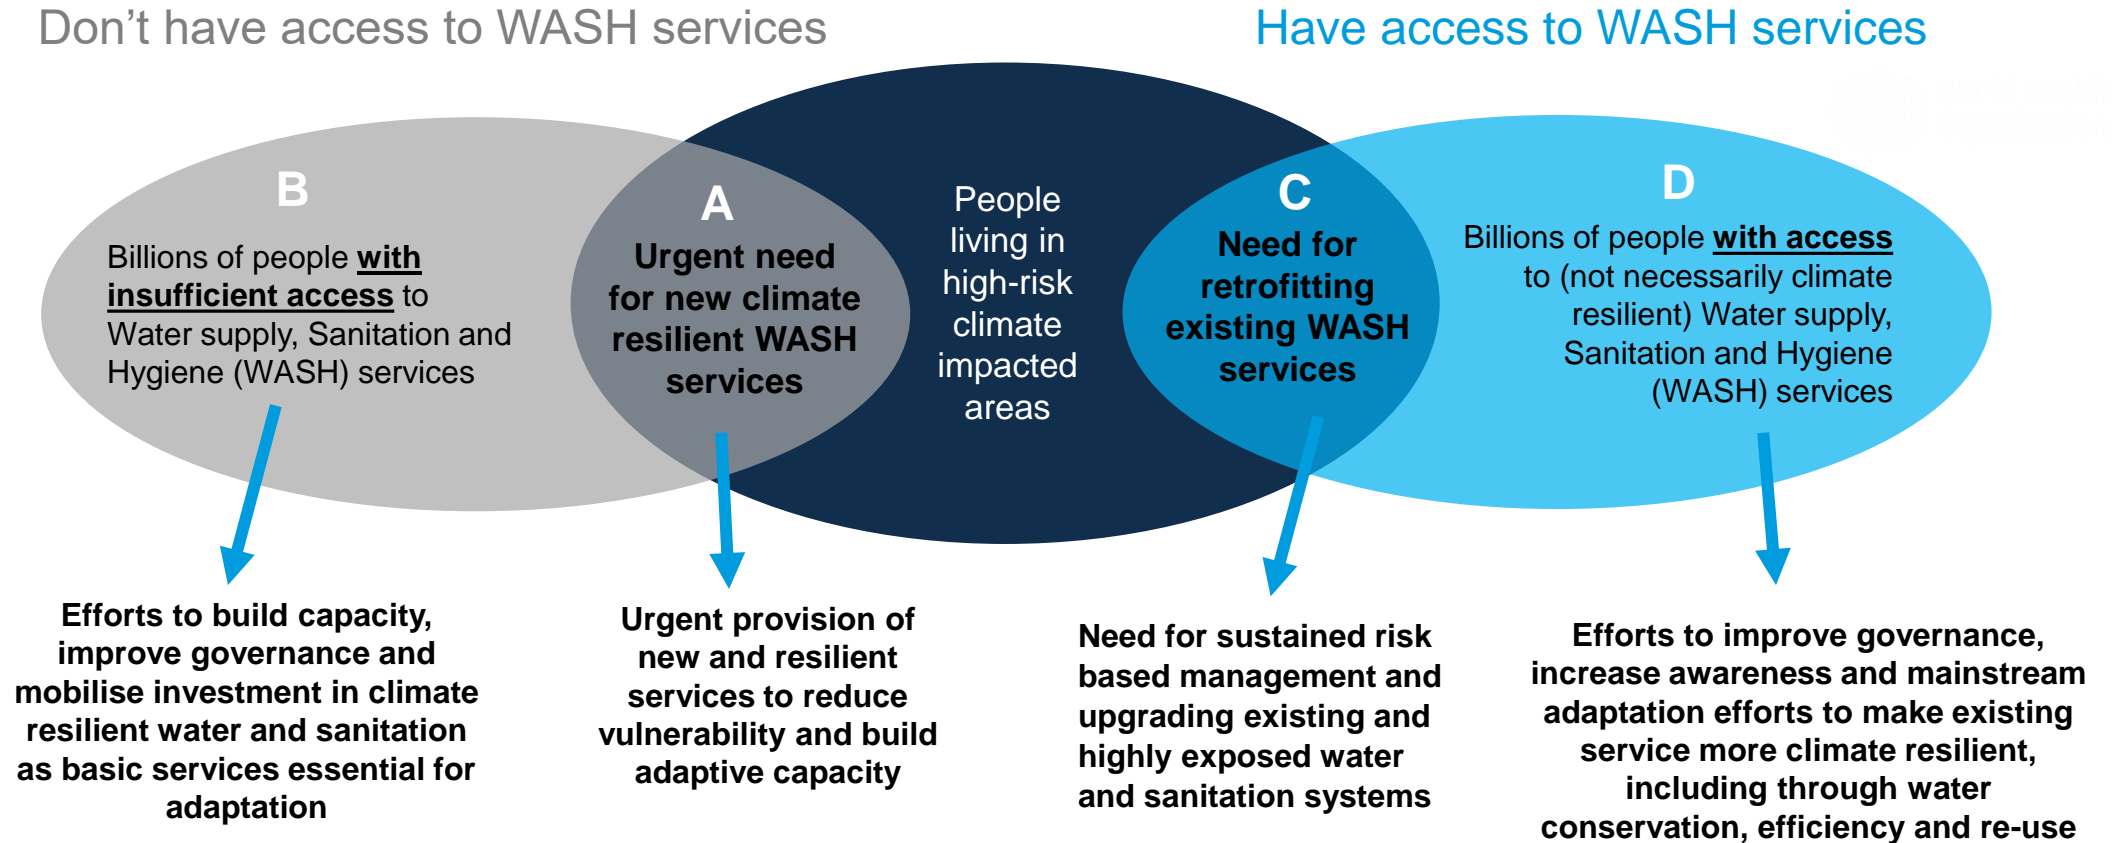 Don't have access to WASH services
Have access to WASH services
B
Billions of people with
insufficient access to
Water supply, Sanitation and
Hygiene (WASH) services
A
Urgent need
for new climate
resilient WASH
services
People
living in
high-risk
climate
impacted
areas
C
Need for
retrofitting
existing WASH
services
D
Billions of people with access
to (not necessarily climate
resilient) Water supply,
Sanitation and Hygiene
(WASH) services
Efforts to build capacity,
improve governance and
mobilise investment in climate
resilient water and sanitation
as basic services essential for
adaptation
Urgent provision of
new and resilient
services to reduce
vulnerability and build
adaptive capacity
Need for sustained risk
based management and
upgrading existing and
highly exposed water
and sanitation systems
Efforts to improve governance,
increase awareness and mainstream
adaptation efforts to make existing
service more climate resilient,
including through water
conservation, efficiency and re-use